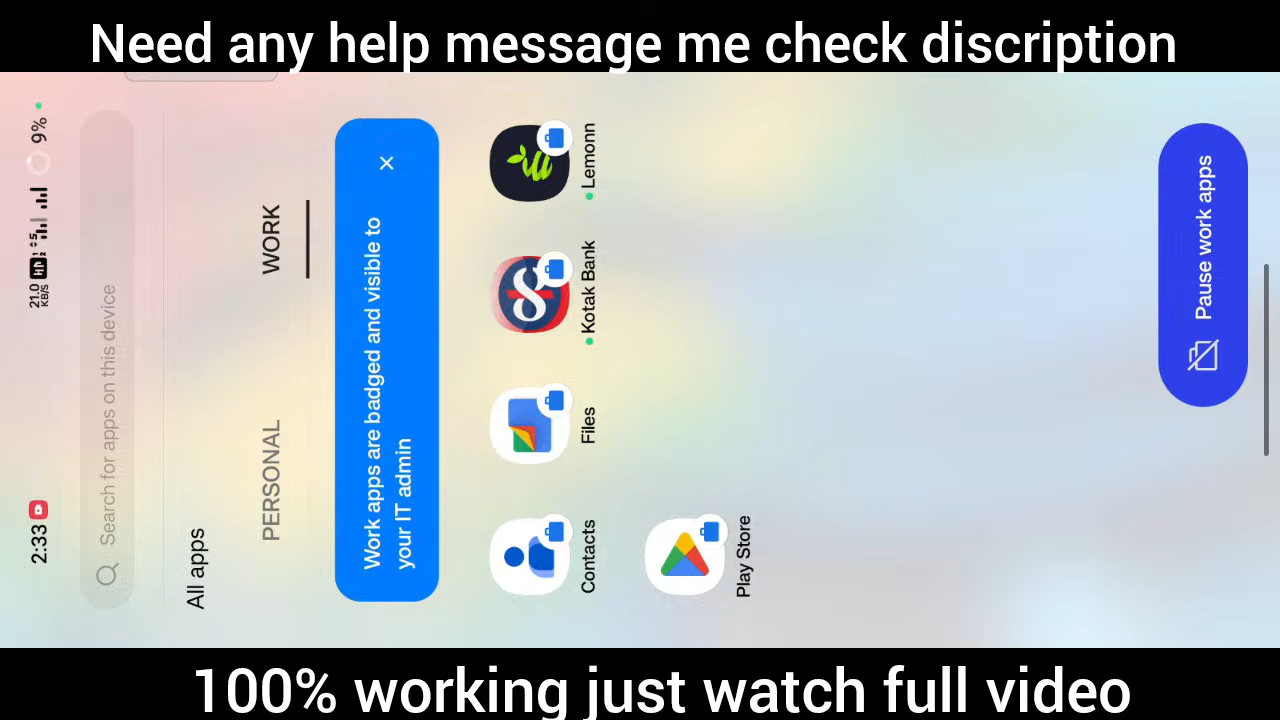 Need any help message me check discription
2:33
21.0 KB/S
9%
Search for apps on this device
All apps
PERSONAL
WORK
Work apps are badged and visible to
your IT admin
Contacts
Files
Kotak Bank
Lemonn
Play Store
Pause work apps
100% working just watch full video